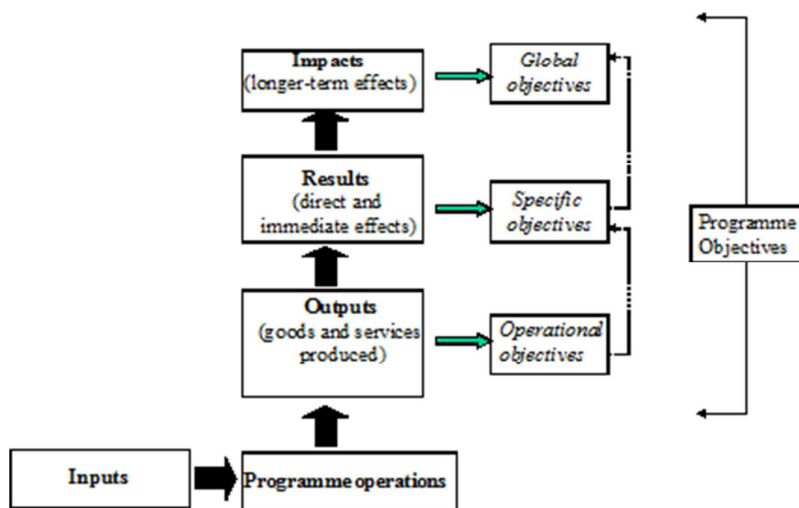 Impacts
(longer-term effects)
Global
objectives
Results
(direct and
immediate effects)
Specific
objectives
Programme
Objectives
Outputs
(goods and services
produced)
Operational
objectives
Inputs
Programme operations